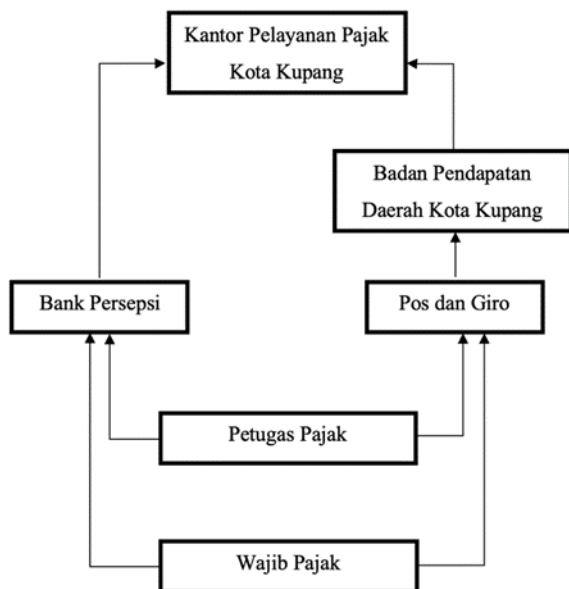 Kantor Pelayanan Pajak
Kota Kupang
Badan Pendapatan
Daerah Kota Kupang
Bank Persepsi
Pos dan Giro
Petugas Pajak
Wajib Pajak